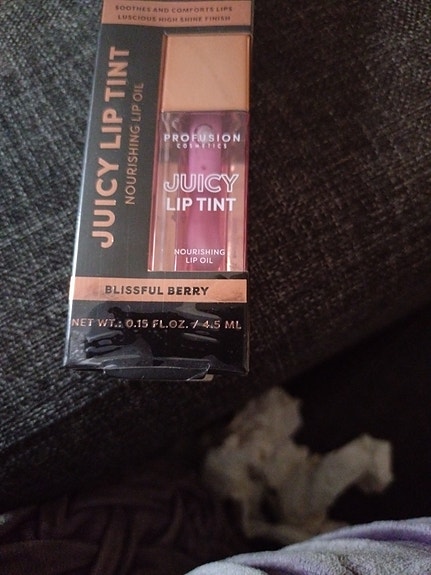 SOOTHES AND COMFORTS LIPS
LUSCIOUS HIGH SHINE FINISH
JUICY LIP TINT
NOURISHING LIP OIL
PROFUSION
COSMETICS
JUICY
LIP TINT
NOURISHING
LIP OIL
BLISSFUL BERRY
NET WT.: 0.15 FL.OZ. / 4.5 ML